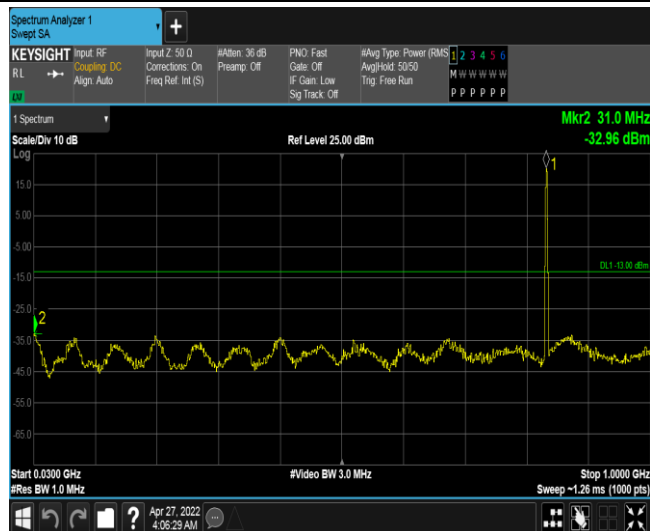 Spectrum Analyzer 1
Swept SA
+
KEYSIGHT Input: RF Input Z: 50 Ω #Atten: 36 dB PNO: Fast #Avg Type: Power (RMS 1 2 3 4 5 6
RL Coupling: DC Corrections: On Preamp: Off Gate: Off Avg|Hold: 50/50 M W W W W W
Align: Auto Freq Ref: Int (S) IF Gain: Low Trig: Free Run
Sig Track: Off P P P P P P
1 Spectrum Mkr2 31.0 MHz
Scale/Div 10 dB Ref Level 25.00 dBm -32.96 dBm
Log
1
15.0
5.00
-5.00
DL1 -13.00 dBm
-15.0
-25.0
2
-35.0
-45.0
-55.0
-65.0
Start 0.0300 GHz #Video BW 3.0 MHz Stop 1.0000 GHz
#Res BW 1.0 MHz Sweep ~1.26 ms (1000 pts)
? Apr 27, 2022
4:06:29 AM